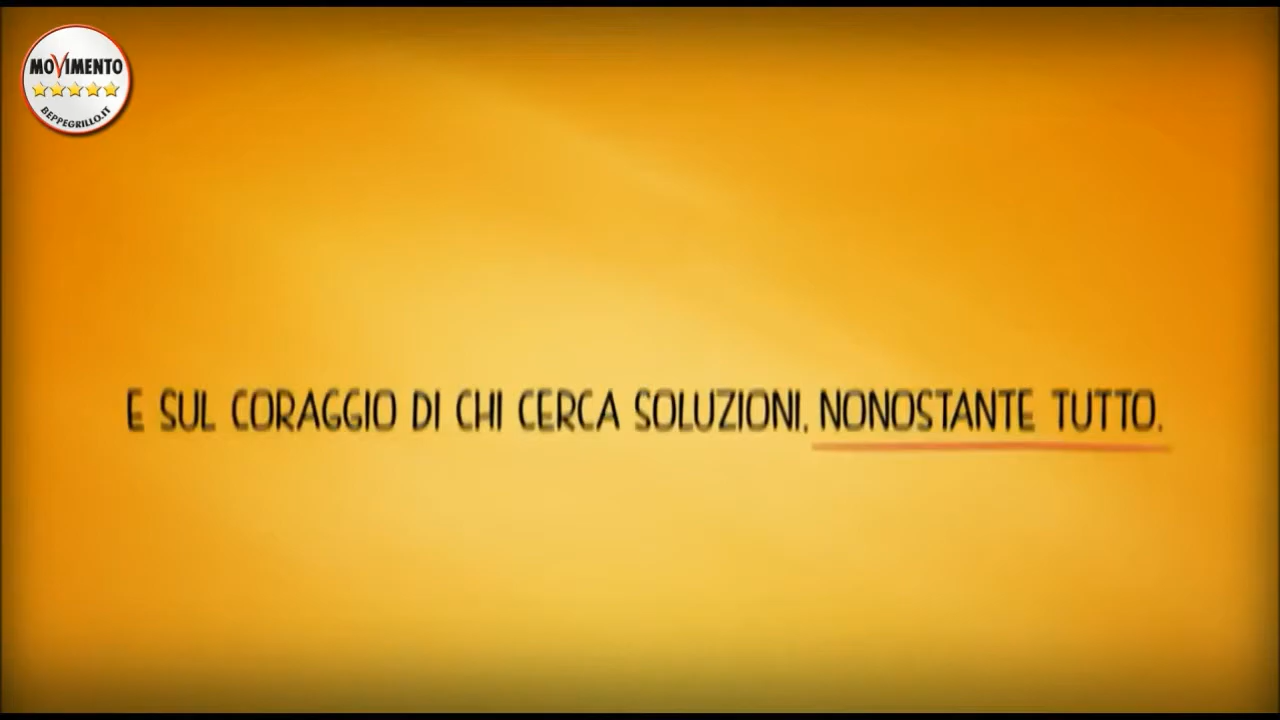 MOVIMENTO
BEPPEGRILLO.IT
E SUL CORAGGIO DI CHI CERCA SOLUZIONI, NONOSTANTE TUTTO.